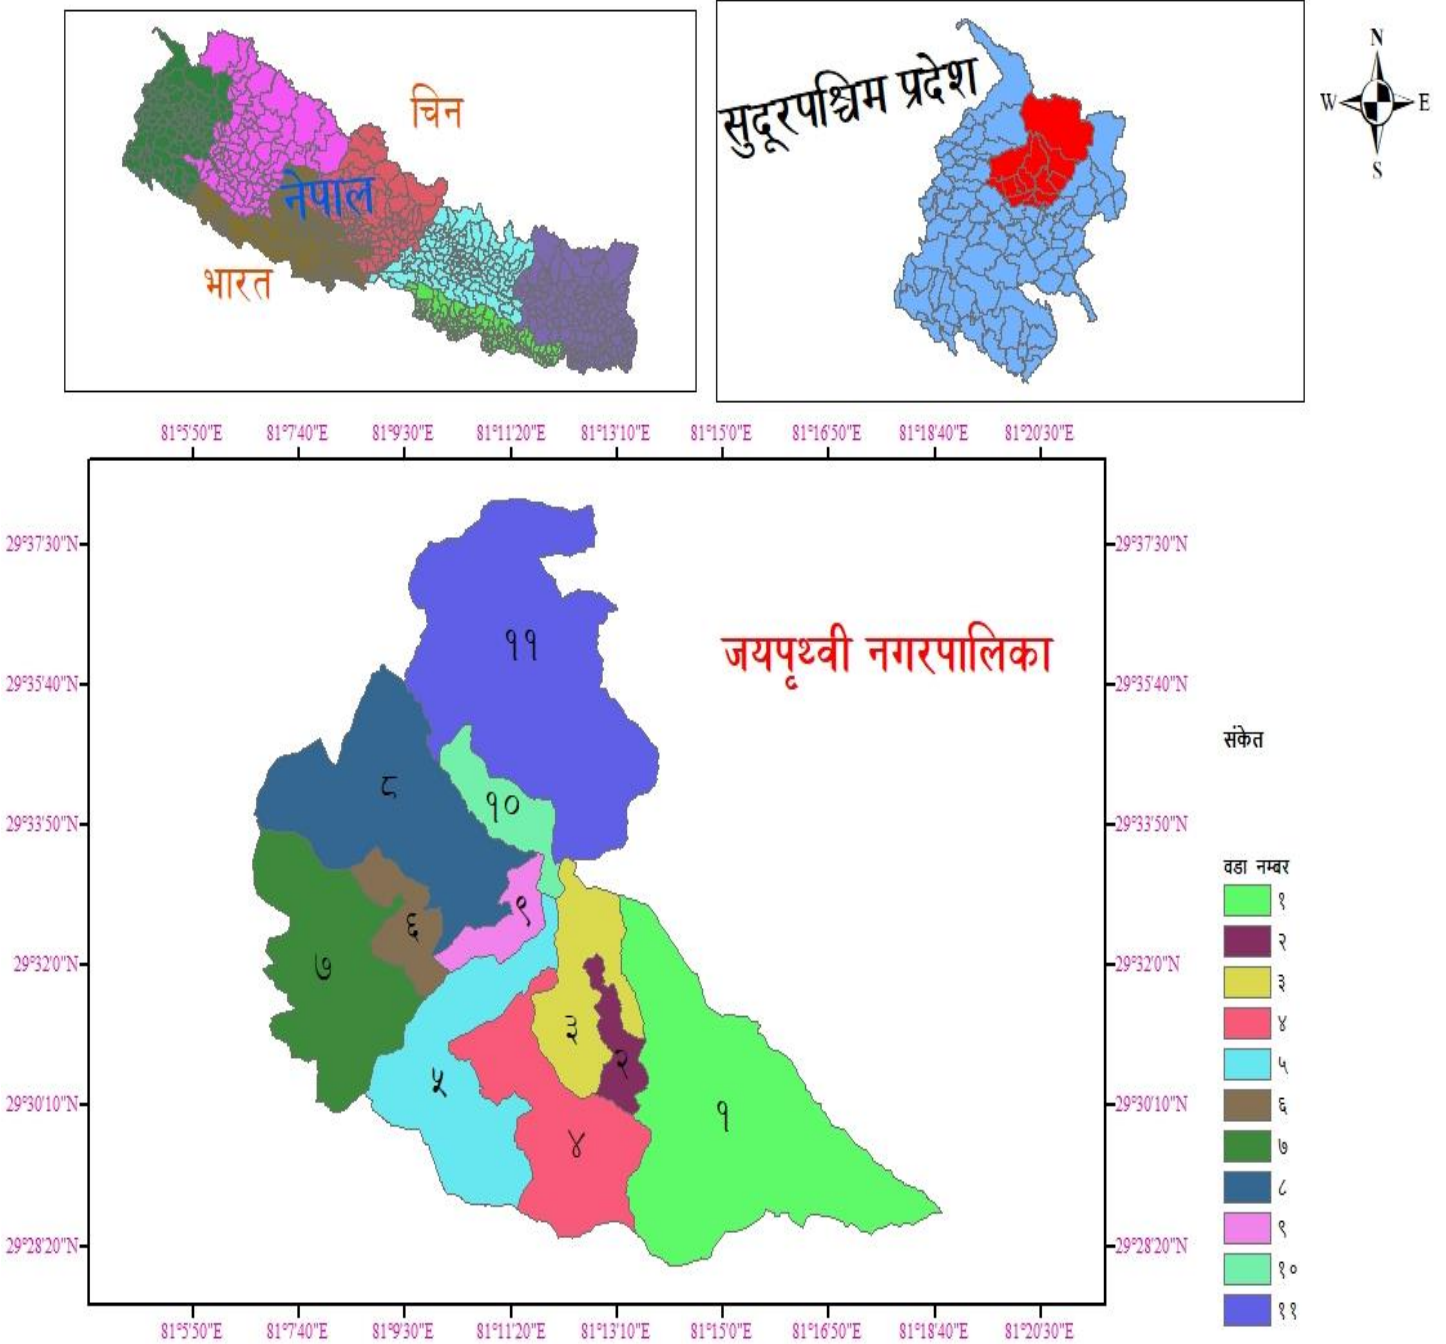 चिन
नेपाल
भारत
सुदूरपश्चिम प्रदेश
N
W E
S
81°5'50"E 81°7'40"E 81°9'30"E 81°11'20"E 81°13'10"E 81°15'0"E 81°16'50"E 81°18'40"E 81°20'30"E
29°37'30"N 29°37'30"N
११
जयपृथ्वी नगरपालिका
29°35'40"N 29°35'40"N
संकेत
८
१०
29°33'50"N 29°33'50"N
९
६
७
29°32'0"N 29°32'0"N
३
२
५
29°30'10"N 29°30'10"N
१
४
29°28'20"N 29°28'20"N
वडा नम्बर
१
२
३
४
५
६
७
८
९
१०
११
81°5'50"E 81°7'40"E 81°9'30"E 81°11'20"E 81°13'10"E 81°15'0"E 81°16'50"E 81°18'40"E 81°20'30"E